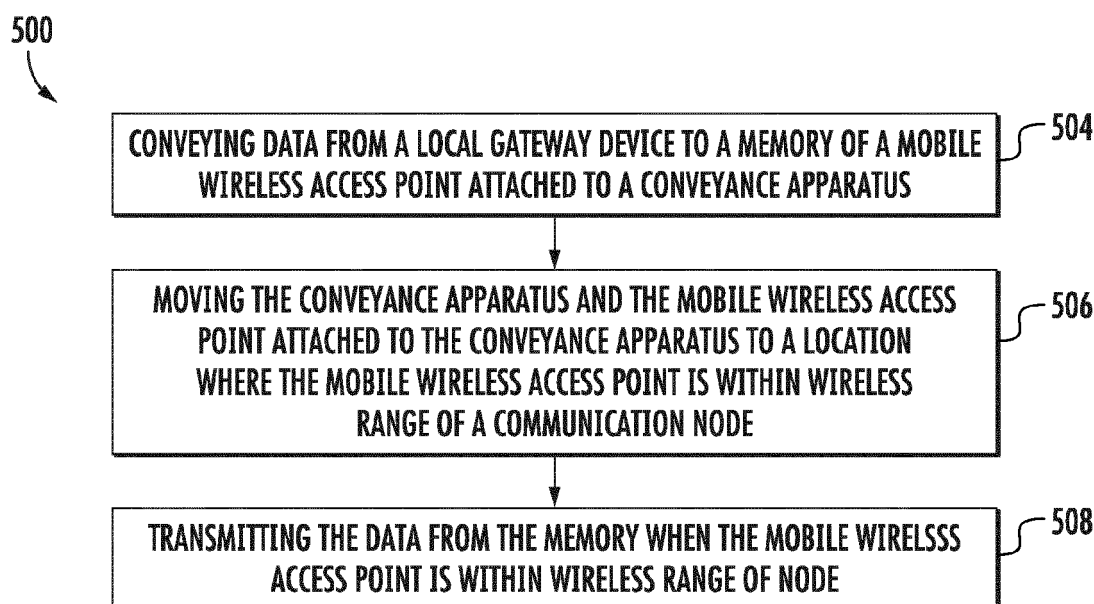 500
CONVEYING DATA FROM A LOCAL GATEWAY DEVICE TO A MEMORY OF A MOBILE
WIRELESS ACCESS POINT ATTACHED TO A CONVEYANCE APPARATUS
504
MOVING THE CONVEYANCE APPARATUS AND THE MOBILE WIRELESS ACCESS
POINT ATTACHED TO THE CONVEYANCE APPARATUS TO A LOCATION
WHERE THE MOBILE WIRELESS ACCESS POINT IS WITHIN WIRELESS
RANGE OF A COMMUNICATION NODE
506
TRANSMITTING THE DATA FROM THE MEMORY WHEN THE MOBILE WIRELSSS
ACCESS POINT IS WITHIN WIRELESS RANGE OF NODE
508